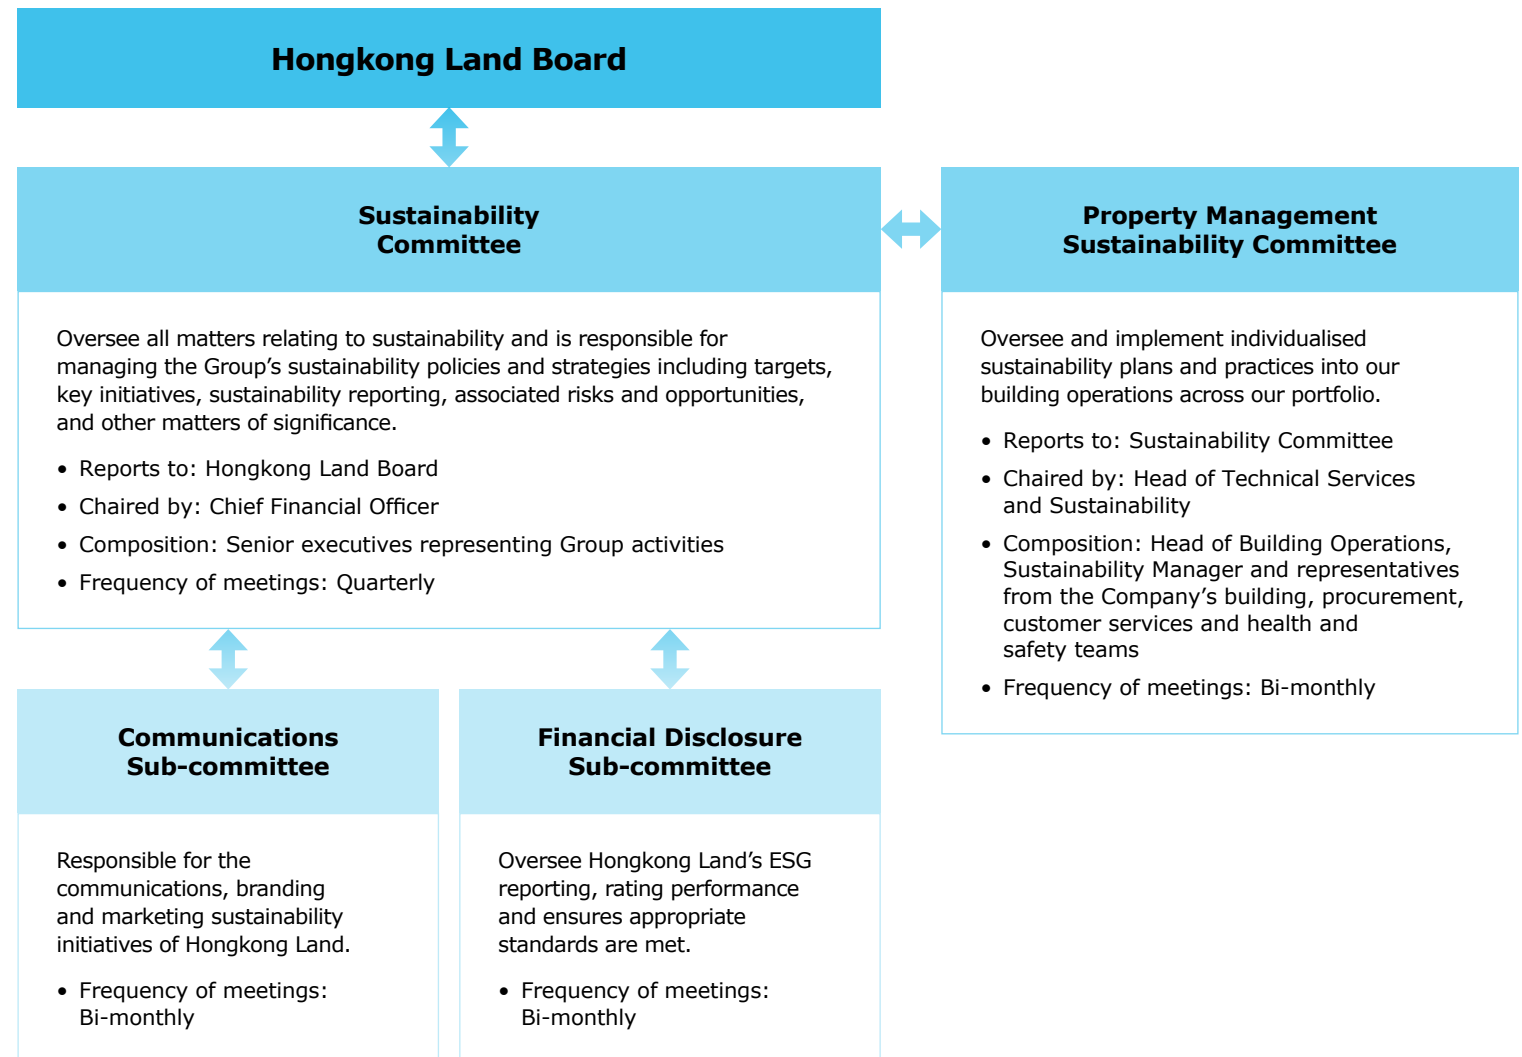 Hongkong Land Board
Sustainability
Committee
Oversee all matters relating to sustainability and is responsible for
managing the Group’s sustainability policies and strategies including targets,
key initiatives, sustainability reporting, associated risks and opportunities,
and other matters of significance.
• Reports to: Hongkong Land Board
• Chaired by: Chief Financial Officer
• Composition: Senior executives representing Group activities
• Frequency of meetings: Quarterly
Property Management
Sustainability Committee
Oversee and implement individualised
sustainability plans and practices into our
building operations across our portfolio.
• Reports to: Sustainability Committee
• Chaired by: Head of Technical Services
and Sustainability
• Composition: Head of Building Operations,
Sustainability Manager and representatives
from the Company’s building, procurement,
customer services and health and
safety teams
• Frequency of meetings: Bi-monthly
Communications
Sub-committee
Responsible for the
communications, branding
and marketing sustainability
initiatives of Hongkong Land.
• Frequency of meetings:
Bi-monthly
Financial Disclosure
Sub-committee
Oversee Hongkong Land’s ESG
reporting, rating performance
and ensures appropriate
standards are met.
• Frequency of meetings:
Bi-monthly